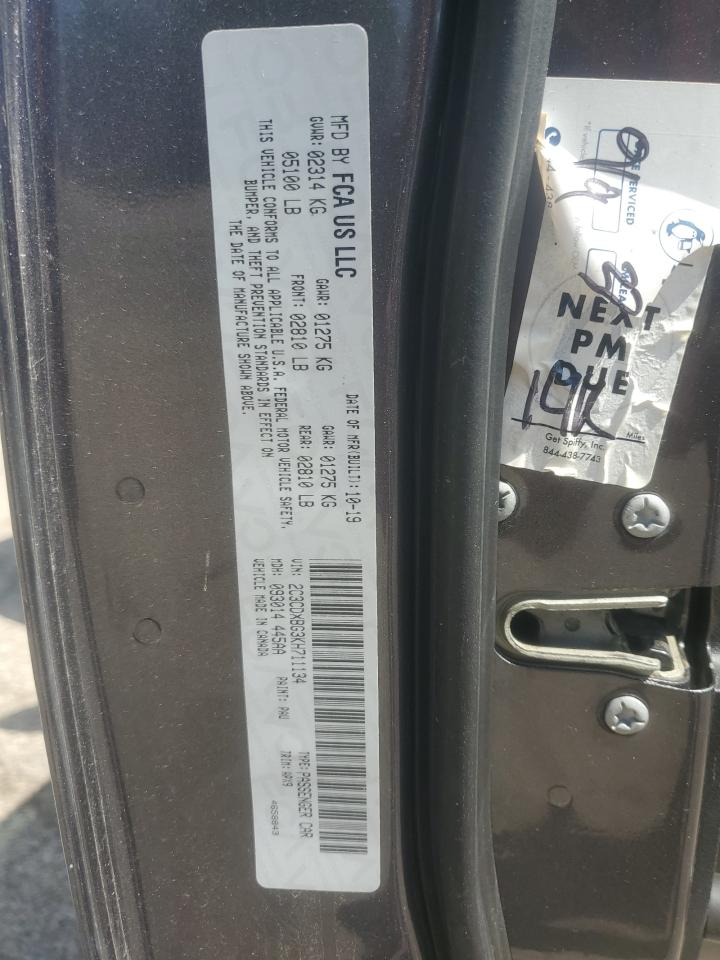 MFD BY FCA US LLC
DATE OF MFR(BUILT):10-19
GVWR: 02314 KG
GAWR: 01275 KG
GAWR: 01275 KG
05100 LB
FRONT: 02810 LB
REAR: 02810 LB
THIS VEHICLE CONFORMS TO ALL APPLICABLE U.S.A. FEDERAL MOTOR VEHICLE SAFETY,
BUMPER, AND THEFT PREVENTION STANDARDS IN EFFECT ON
THE DATE OF MANUFACTURE SHOWN ABOVE.
VIN: 2C3CDXBG3KH711134
TYPE:PASSENGER CAR
MDH: 093014 445AA
PAINT: PAU
TRIM: HPX9
VEHICLE MADE IN CANADA
4658843
SERVICED
NEXT
PM
DUE
Miles
Get Spiffy, Inc.
844-438-7743